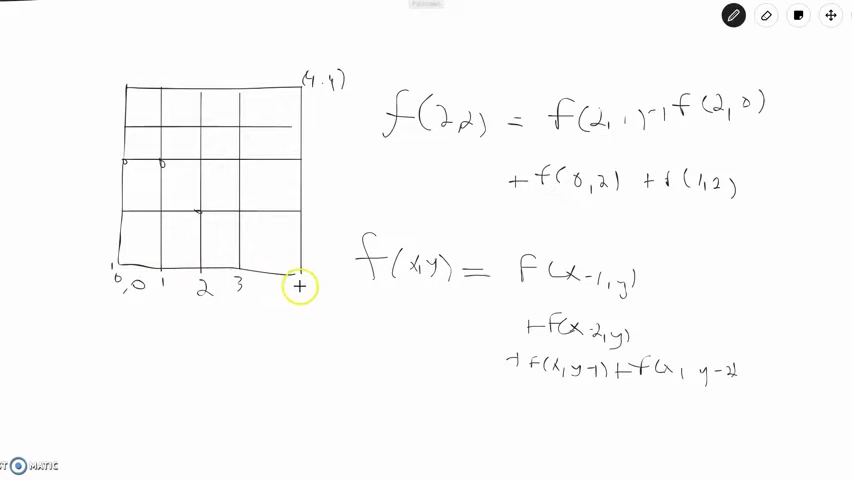 (4,4)
f(2,2) = f(2,1) + f(2,0)
+ f(0,2) + f(1,2)
f(x,y) = f(x-1,y)
+ f(x-2,y)
+ f(x,y-1) + f(x, y-2
0,0 1 2 3
MATIC